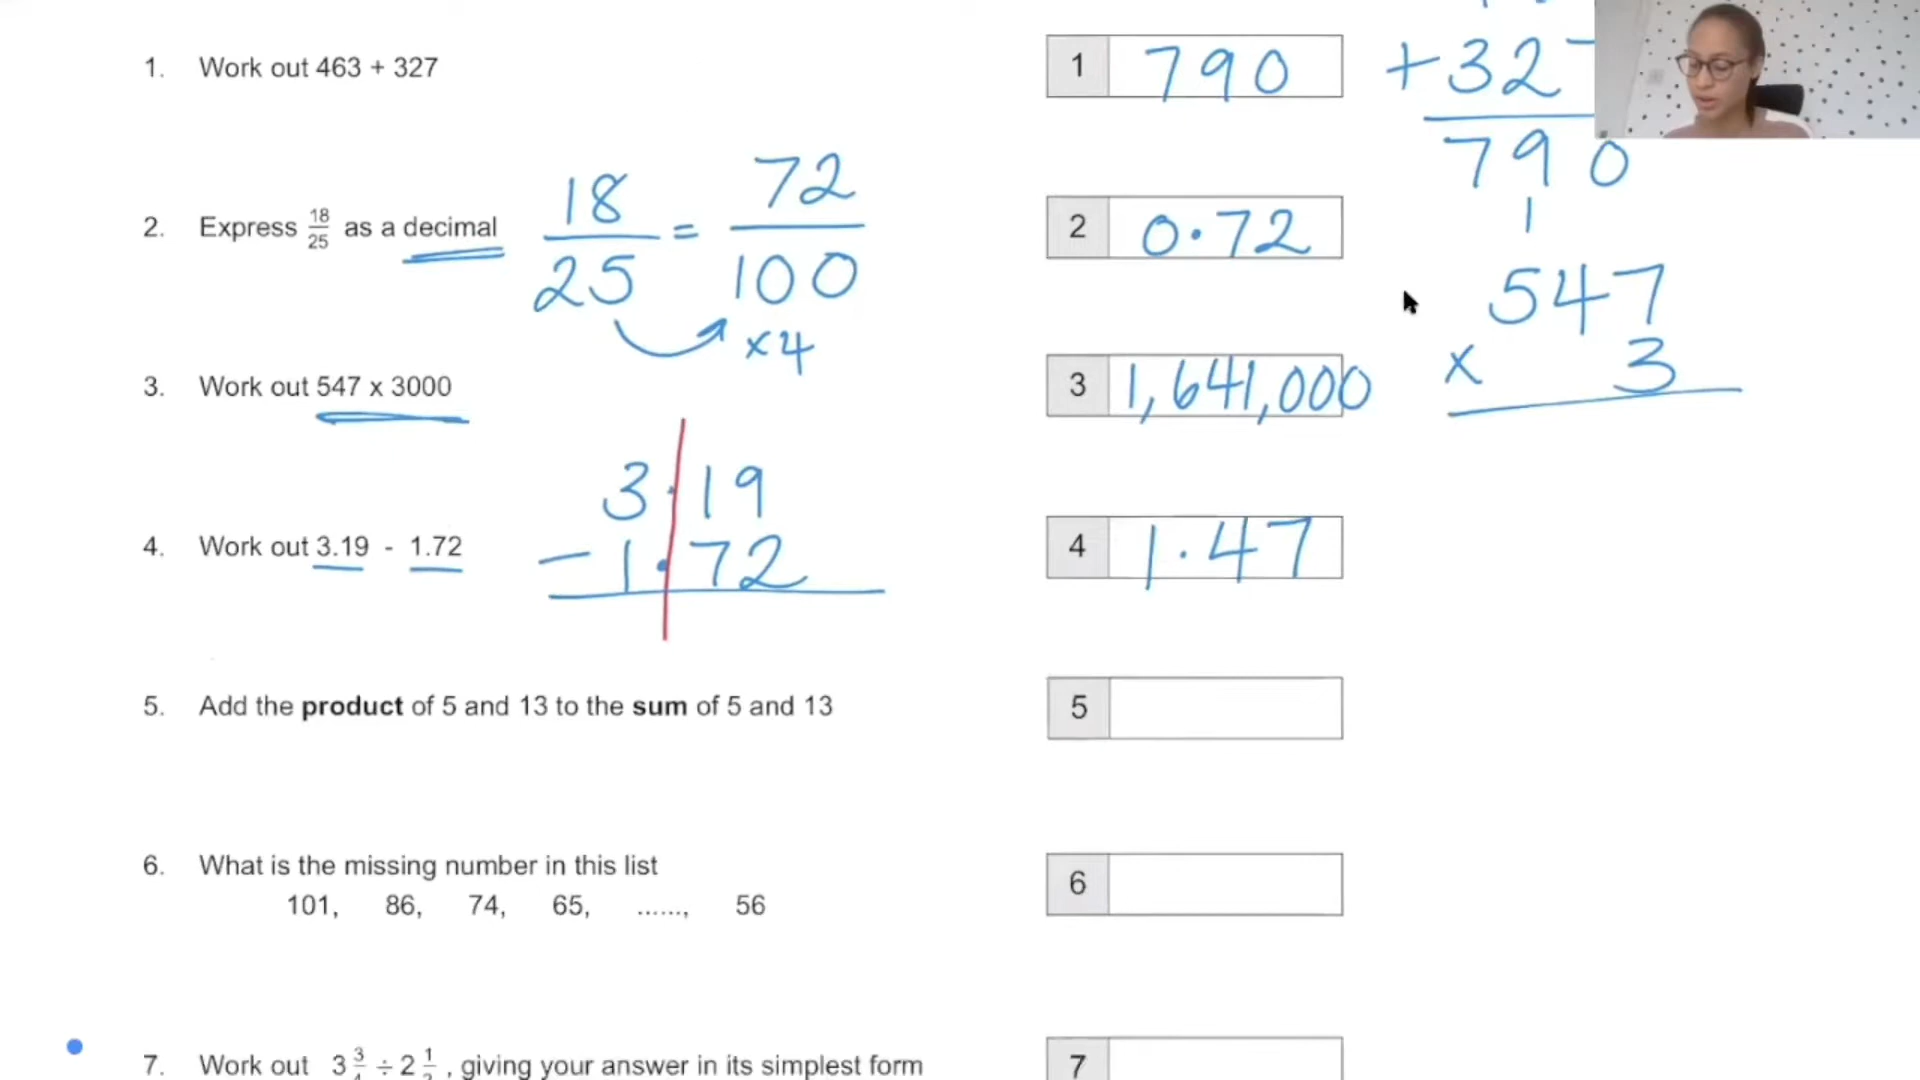 1. Work out 463 + 327
1 790
+ 32
790
1
2. Express 18/25 as a decimal
18/25 = 72/100
x4
2 0.72
547
x 3
3. Work out 547 x 3000
3 1,641,000
3.19
- 1.72
4. Work out 3.19 - 1.72
4 1.47
5. Add the product of 5 and 13 to the sum of 5 and 13
5
6. What is the missing number in this list
6
101, 86, 74, 65, ......, 56
7. Work out 3 3/ ÷ 2 1/ , giving your answer in its simplest form
7